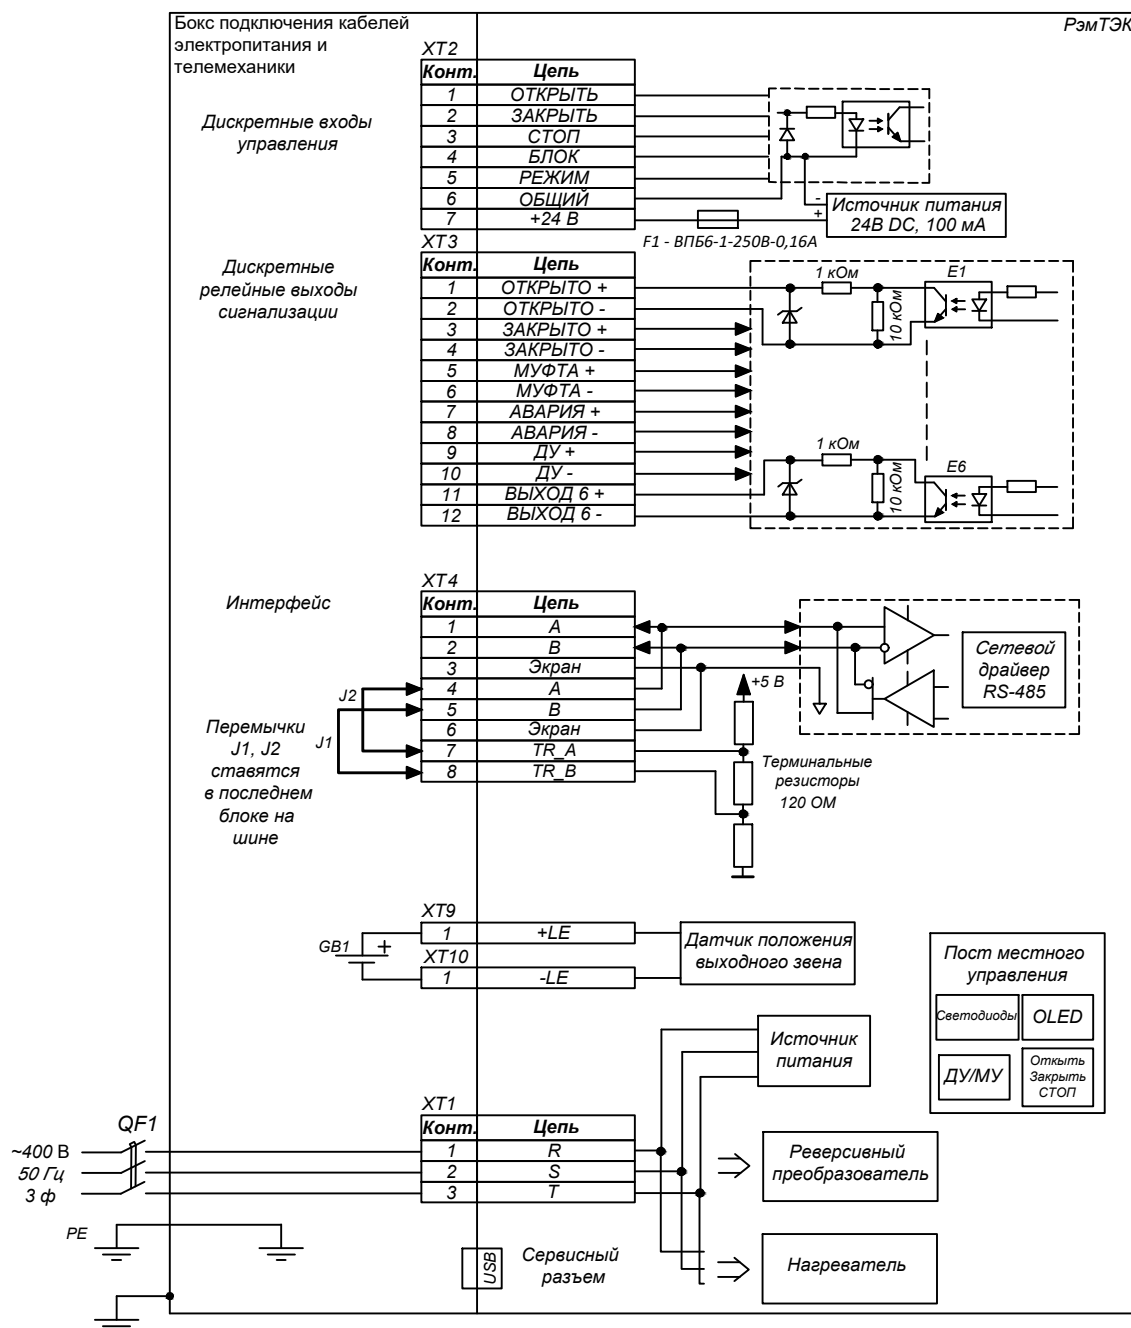 Бокс подключения кабелей
электропитания и
телемеханики
РэмТЭК
Дискретные входы
управления
XT2
Конт. Цепь
1 ОТКРЫТЬ
2 ЗАКРЫТЬ
3 СТОП
4 БЛОК
5 РЕЖИМ
6 ОБЩИЙ
7 +24 В
F1 - ВПБ6-1-250В-0,16А
-
+
Источник питания
24В DC, 100 мА
Дискретные
релейные выходы
сигнализации
XT3
Конт. Цепь
1 ОТКРЫТО +
2 ОТКРЫТО -
3 ЗАКРЫТО +
4 ЗАКРЫТО -
5 МУФТА +
6 МУФТА -
7 АВАРИЯ +
8 АВАРИЯ -
9 ДУ +
10 ДУ -
11 ВЫХОД 6 +
12 ВЫХОД 6 -
1 кОм
10 кОм
E1
1 кОм
10 кОм
E6
Интерфейс
XT4
Конт. Цепь
1 A
2 B
3 Экран
4 A
5 B
6 Экран
7 TR_A
8 TR_B
J2
J1
Перемычки
J1, J2
ставятся
в последнем
блоке на
шине
+5 В
Терминальные
резисторы
120 ОМ
Сетевой
драйвер
RS-485
XT9
1 +LE
XT10
1 -LE
GB1
+
Датчик положения
выходного звена
Пост местного
управления
Светодиоды
OLED
ДУ/МУ
Откыть
Закрыть
СТОП
Источник
питания
QF1
~400 В
50 Гц
3 ф
XT1
Конт. Цепь
1 R
2 S
3 T
Реверсивный
преобразователь
PE
USB
Сервисный
разъем
Нагреватель